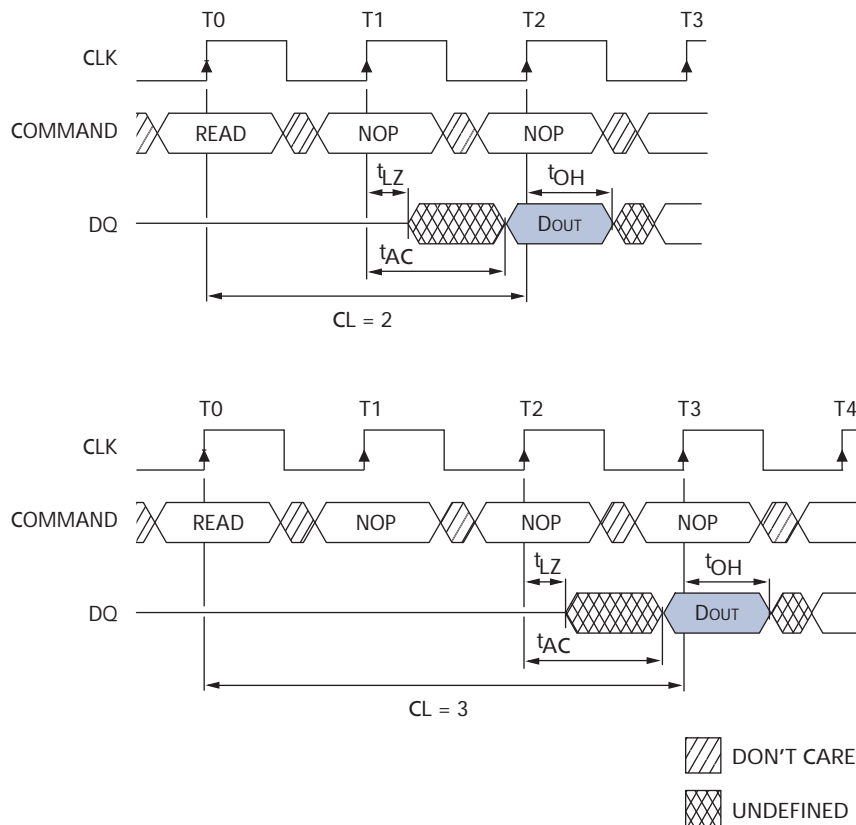 T0 T1 T2 T3
CLK
COMMAND READ NOP NOP
tLZ tOH
DQ DOUT
tAC
CL = 2
T0 T1 T2 T3 T4
CLK
COMMAND READ NOP NOP NOP
tLZ tOH
DQ DOUT
tAC
CL = 3
DON'T CARE
UNDEFINED